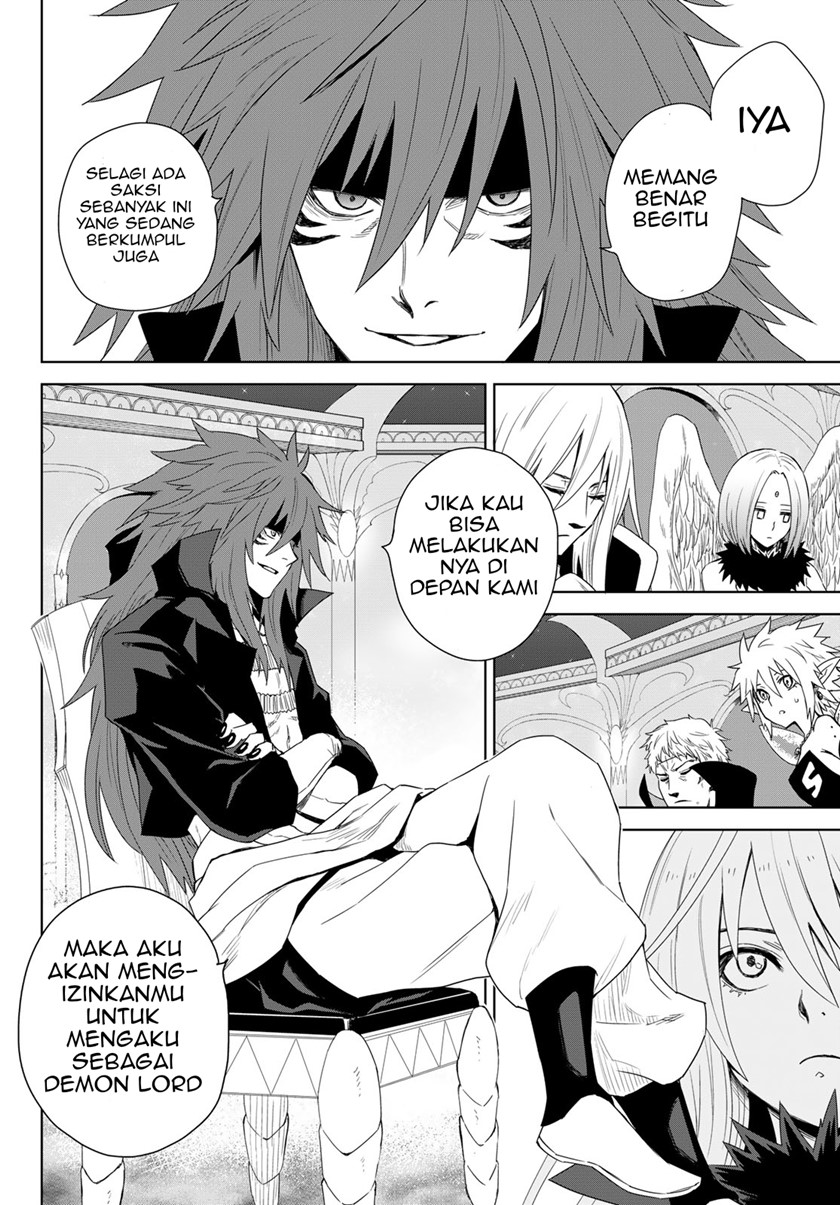 IYA
MEMANG
BENAR
BEGITU
SELAGI ADA
SAKSI
SEBANYAK INI
YANG SEDANG
BERKUMPUL
JUGA
JIKA KAU
BISA
MELAKUKAN
NYA DI
DEPAN KAMI
S
MAKA AKU
AKAN MENG-
IZINKANMU
UNTUK
MENGAKU
SEBAGAI
DEMON LORD